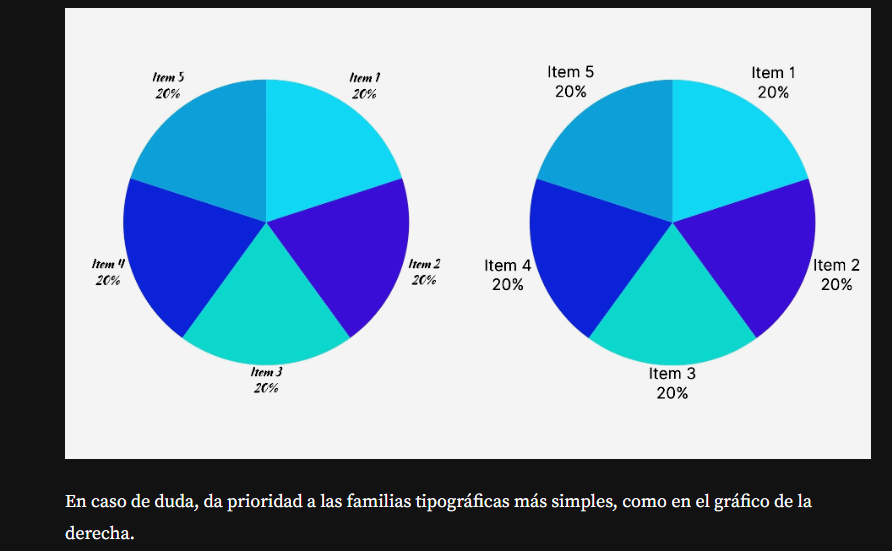 Item 5
20%
Item 1
20%
Item 4
20%
Item 2
20%
Item 3
20%
Item 5
20%
Item 1
20%
Item 4
20%
Item 2
20%
Item 3
20%
En caso de duda, da prioridad a las familias tipográficas más simples, como en el gráfico de la
derecha.